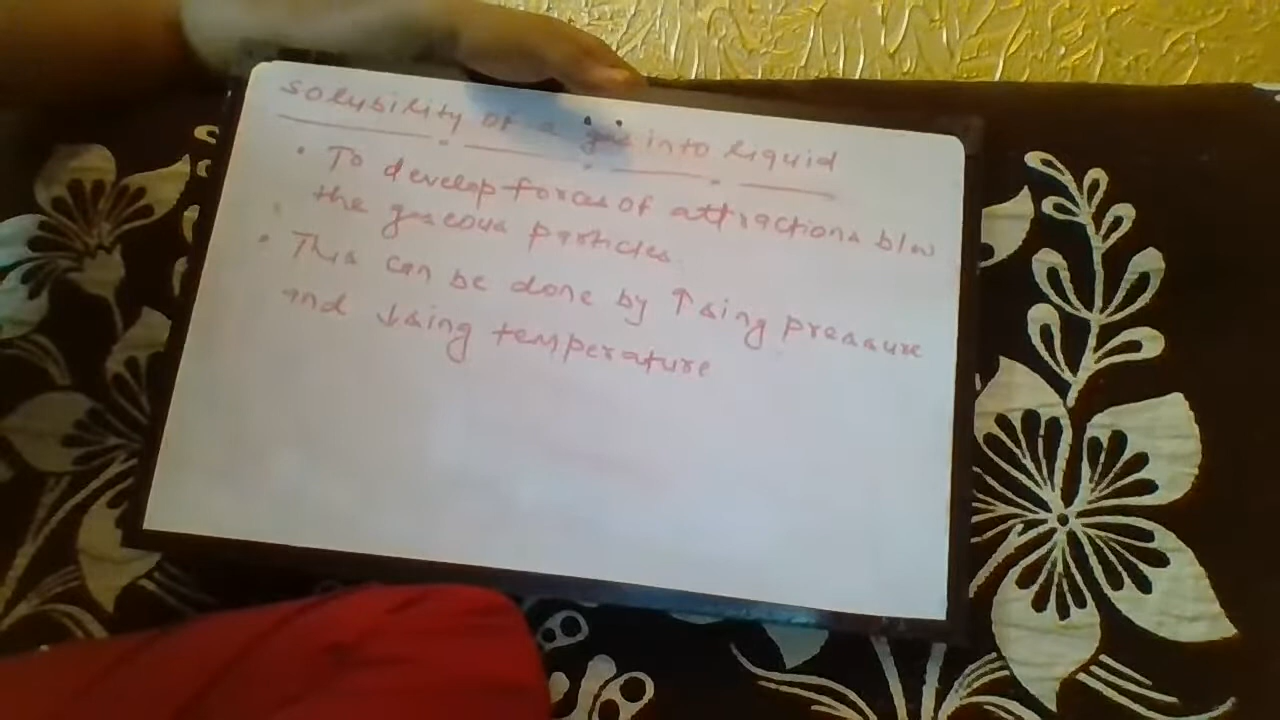 Solubility of a gas into liquid
• To develop forces of attractions b/w
the gaseous particles
• This can be done by ↑sing pressure
and ↓sing temperature